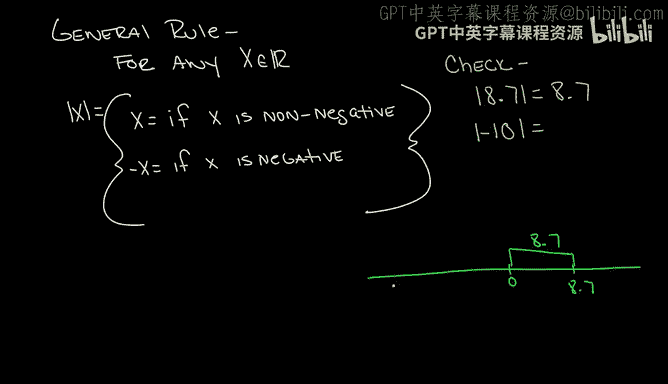 GPT中英字幕课程资源@bilibili.com
GPT中英字幕课程资源 bilibili
GENERAL RULE-
FOR ANY X∈ℝ
|x|=
X= if x is NON-Negative
-X= if x is Negative
CHECK-
|8.7|= 8.7
|-10|=
8.7
0
8.7